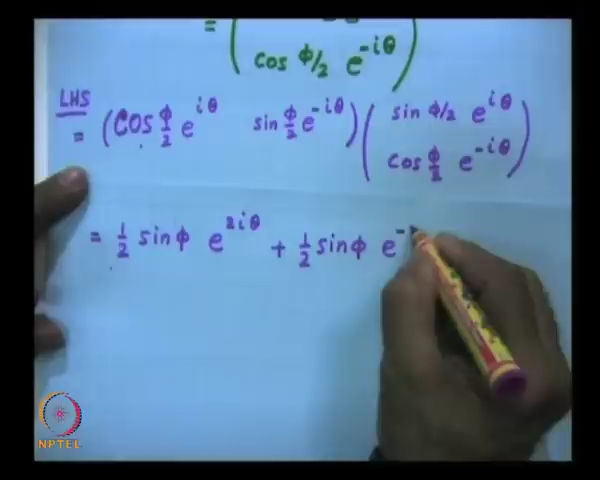 = ( cos φ/2 e^{-iθ} )
LHS
= (cos φ/2 e^{iθ} sin φ/2 e^{-iθ}) ( sin φ/2 e^{iθ}
cos φ/2 e^{-iθ} )
= 1/2 sin φ e^{2iθ} + 1/2 sin φ e^{-
NPTEL